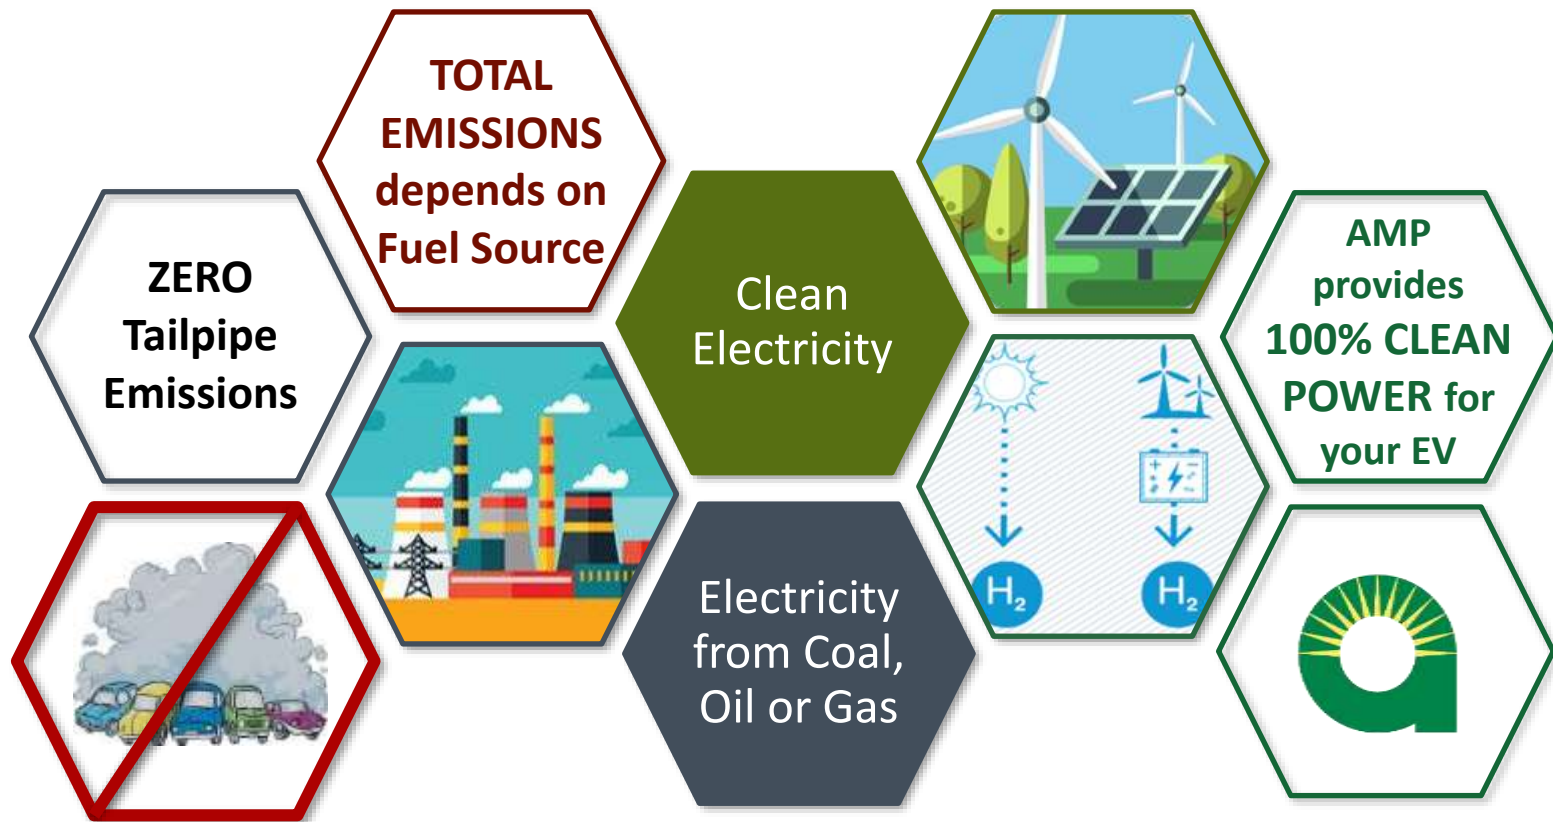 TOTAL
EMISSIONS
depends on
Fuel Source
ZERO
Tailpipe
Emissions
Clean
Electricity
Electricity
from Coal,
Oil or Gas
H₂
H₂
AMP
provides
100% CLEAN
POWER for
your EV
a